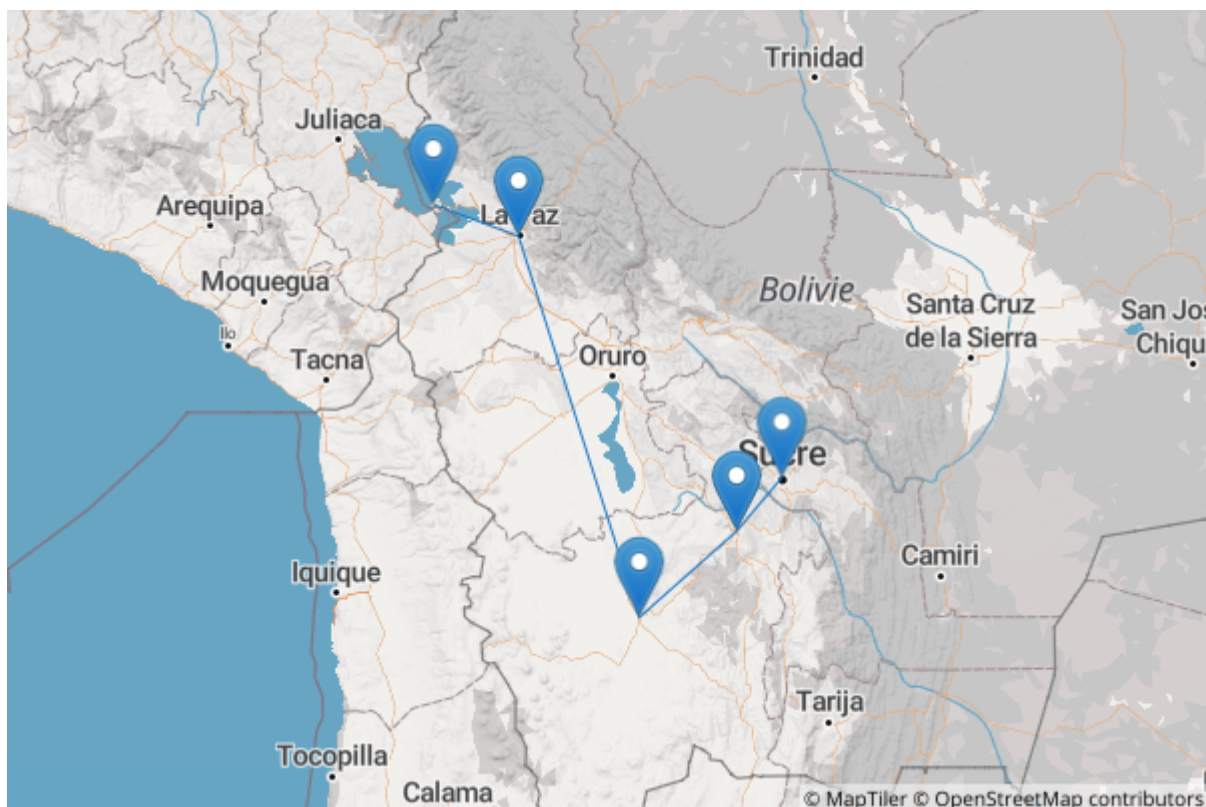 Trinidad
Juliaca
Arequipa
La Paz
Moquegua
Bolivie
Santa Cruz
de la Sierra
San Jos
Chiqu
Ilo
Tacna
Oruro
Sucre
Camiri
Iquique
Tarija
Tocopilla
Calama
© MapTiler © OpenStreetMap contributors